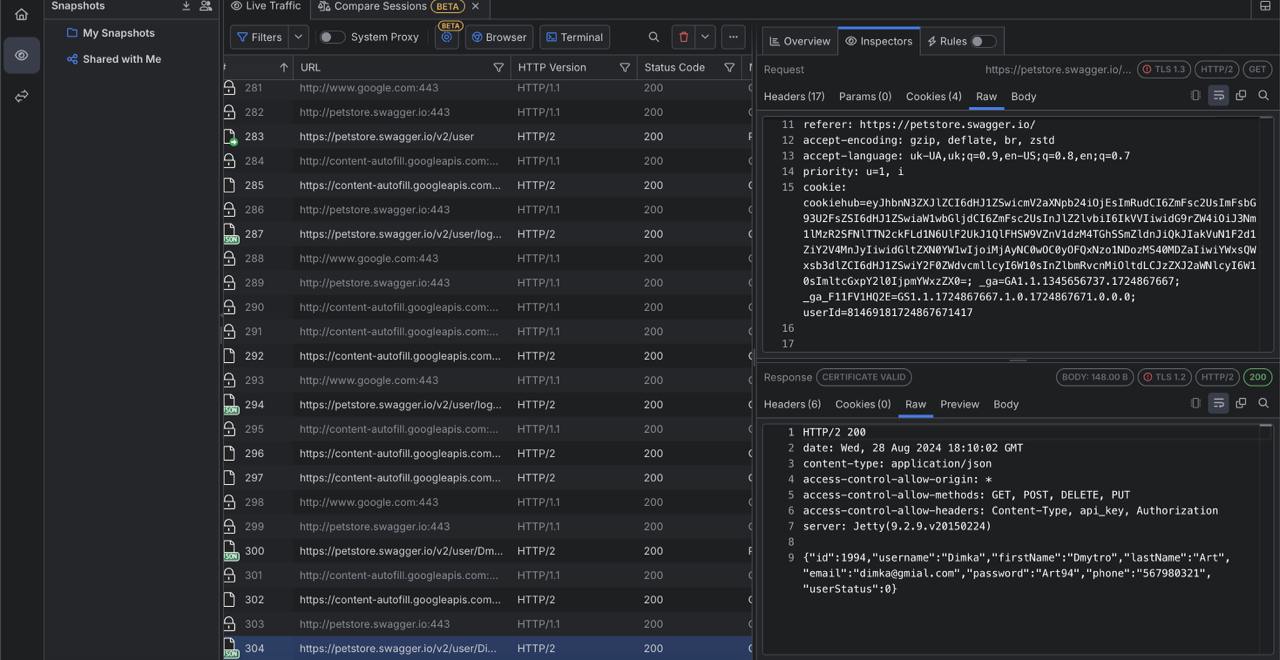 Snapshots
My Snapshots
Shared with Me
Live Traffic
Compare Sessions BETA
Filters
System Proxy
BETA
Browser
Terminal
URL HTTP Version Status Code
281 http://www.google.com:443 HTTP/1.1 200
282 http://petstore.swagger.io:443 HTTP/1.1 200
283 https://petstore.swagger.io/v2/user HTTP/2 200
284 http://content-autofill.googleapis.com:... HTTP/1.1 200
285 https://content-autofill.googleapis.com... HTTP/2 200
286 http://petstore.swagger.io:443 HTTP/1.1 200
287 https://petstore.swagger.io/v2/user/log... HTTP/2 200
288 http://www.google.com:443 HTTP/1.1 200
289 http://petstore.swagger.io:443 HTTP/1.1 200
290 http://content-autofill.googleapis.com:... HTTP/1.1 200
291 http://content-autofill.googleapis.com:... HTTP/1.1 200
292 https://content-autofill.googleapis.com... HTTP/2 200
293 http://www.google.com:443 HTTP/1.1 200
294 https://petstore.swagger.io/v2/user/log... HTTP/2 200
295 http://content-autofill.googleapis.com:... HTTP/1.1 200
296 https://content-autofill.googleapis.com... HTTP/2 200
297 https://content-autofill.googleapis.com... HTTP/2 200
298 http://www.google.com:443 HTTP/1.1 200
299 http://petstore.swagger.io:443 HTTP/1.1 200
300 https://petstore.swagger.io/v2/user/Dm... HTTP/2 200
301 http://content-autofill.googleapis.com:... HTTP/1.1 200
302 https://content-autofill.googleapis.com... HTTP/2 200
303 http://petstore.swagger.io:443 HTTP/1.1 200
304 https://petstore.swagger.io/v2/user/Di... HTTP/2 200
Overview
Inspectors
Rules
Request https://petstore.swagger.io/... TLS 1.3 HTTP/2 GET
Headers (17) Params (0) Cookies (4) Raw Body
11 referer: https://petstore.swagger.io/
12 accept-encoding: gzip, deflate, br, zstd
13 accept-language: uk-UA,uk;q=0.9,en-US;q=0.8,en;q=0.7
14 priority: u=1, i
15 cookie:
cookiehub=eyJhbnN3ZXJlZCI6dHJ1ZSwicmV2aXNpb24iOjEsImRudCI6ZmFsc2UsImFsbG
93U2FsZSI6dHJ1ZSwiaW1wbGljdCI6ZmFsc2UsInJlZ2lvbiI6IkVVIiwidG9rZW4iOiJ3Nm
1lMzR2SFNlTTN2ckFLd1N6UlF2UkJ1QlFHSW9VZnV1dzM4TGhSSmZldnJiQkJIakVuN1F2d1
ZiY2V4MnJyIiwidGltZXN0YW1wIjoiMjAyNC0wOC0yOFQxNzo1NDozMS40MDZaIiwiYWxsQW
xsb3dlZCI6dHJ1ZSwiY2F0ZWdvcmllcyI6W10sInZlbmRvcnMiOltdLCJzZXJ2aWNlcyI6W1
0sImltcGxpY2l0IjpmYWxzZX0=; _ga=GA1.1.1345656737.1724867667;
_ga_F11FV1HQ2E=GS1.1.1724867667.1.0.1724867671.0.0.0;
userId=81469181724867671417
16
17
Response CERTIFICATE VALID BODY: 148.00 B TLS 1.2 HTTP/2 200
Headers (6) Cookies (0) Raw Preview Body
1 HTTP/2 200
2 date: Wed, 28 Aug 2024 18:10:02 GMT
3 content-type: application/json
4 access-control-allow-origin: *
5 access-control-allow-methods: GET, POST, DELETE, PUT
6 access-control-allow-headers: Content-Type, api_key, Authorization
7 server: Jetty(9.2.9.v20150224)
8
9 {"id":1994,"username":"Dimka","firstName":"Dmytro","lastName":"Art",
"email":"dimka@gmial.com","password":"Art94","phone":"567980321",
"userStatus":0}